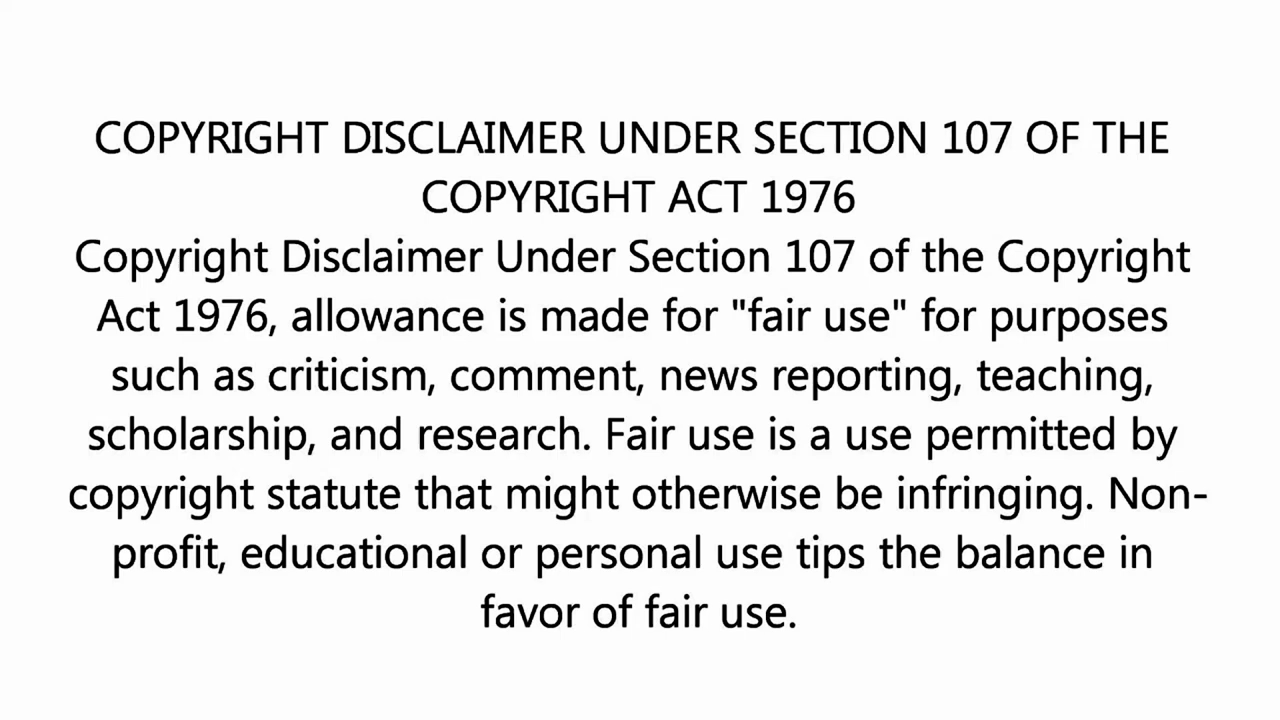 COPYRIGHT DISCLAIMER UNDER SECTION 107 OF THE
COPYRIGHT ACT 1976
Copyright Disclaimer Under Section 107 of the Copyright
Act 1976, allowance is made for "fair use" for purposes
such as criticism, comment, news reporting, teaching,
scholarship, and research. Fair use is a use permitted by
copyright statute that might otherwise be infringing. Non-
profit, educational or personal use tips the balance in
favor of fair use.